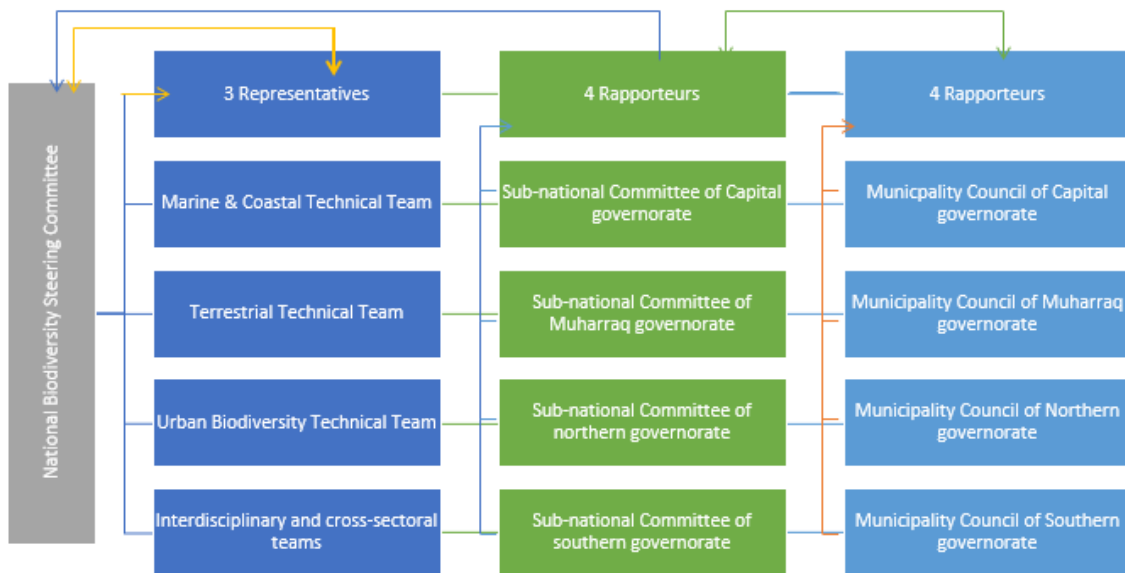 National Biodiversity Steering Committee
3 Representatives
4 Rapporteurs
4 Rapporteurs
Marine & Coastal Technical Team
Sub-national Committee of Capital
governorate
Municpality Council of Capital
governorate
Terrestrial Technical Team
Sub-national Committee of
Muharraq governorate
Municipality Council of Muharraq
governorate
Urban Biodiversity Technical Team
Sub-national Committee of
northern governorate
Municipality Council of Northern
governorate
Interdisciplinary and cross-sectoral
teams
Sub-national Committee of
southern governorate
Municipality Council of Southern
governorate